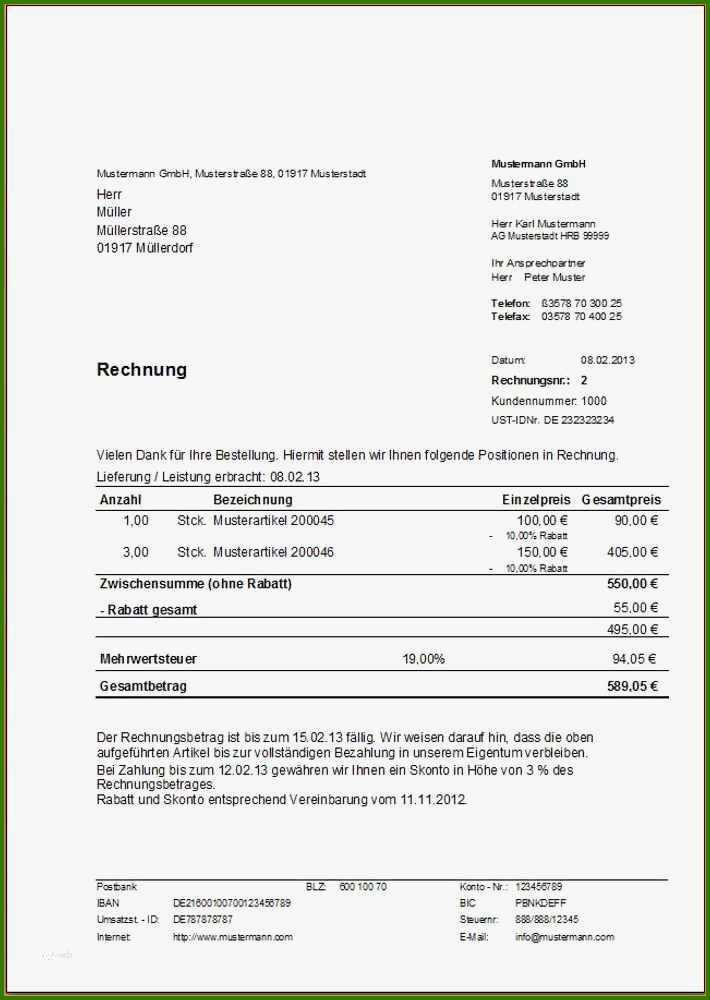 Mustermann GmbH, Musterstraße 88, 01917 Musterstadt
Herr
Müller
Müllerstraße 88
01917 Müllerdorf
Mustermann GmbH
Musterstraße 88
01917 Musterstadt
Herr Karl Mustermann
AG Musterstadt HRB 99999
Ihr Ansprechpartner
Herr Peter Muster
Telefon: ß3578 70 300 25
Telefax: 03578 70 400 25
Rechnung
Datum: 08.02.2013
Rechnungsnr.: 2
Kundennummer: 1000
UST-IDNr. DE 232323234
Vielen Dank für Ihre Bestellung. Hiermit stellen wir Ihnen folgende Positionen in Rechnung.
Lieferung / Leistung erbracht: 08.02.13
Anzahl Bezeichnung Einzelpreis Gesamtpreis
1,00 Stck. Musterartikel 200045 100,00 € 90,00 €
- 10,00% Rabatt
3,00 Stck. Musterartikel 200046 150,00 € 405,00 €
- 10,00% Rabatt
Zwischensumme (ohne Rabatt) 550,00 €
- Rabatt gesamt 55,00 €
495,00 €
Mehrwertsteuer 19,00% 94,05 €
Gesamtbetrag 589,05 €
Der Rechnungsbetrag ist bis zum 15.02.13 fällig. Wir weisen darauf hin, dass die oben
aufgeführten Artikel bis zur vollständigen Bezahlung in unserem Eigentum verbleiben.
Bei Zahlung bis zum 12.02.13 gewähren wir Ihnen ein Skonto in Höhe von 3 % des
Rechnungsbetrages.
Rabatt und Skonto entsprechend Vereinbarung vom 11.11.2012.
Postbank BLZ: 600 100 70 Konto - Nr.: 123456789
IBAN DE21600100700123456789 BIC PBNKDEFF
Umsatzst. - ID: DE787878787 Steuernr: 888/888/12345
Internet: http://www.mustermann.com E-Mail: info@mustermann.com